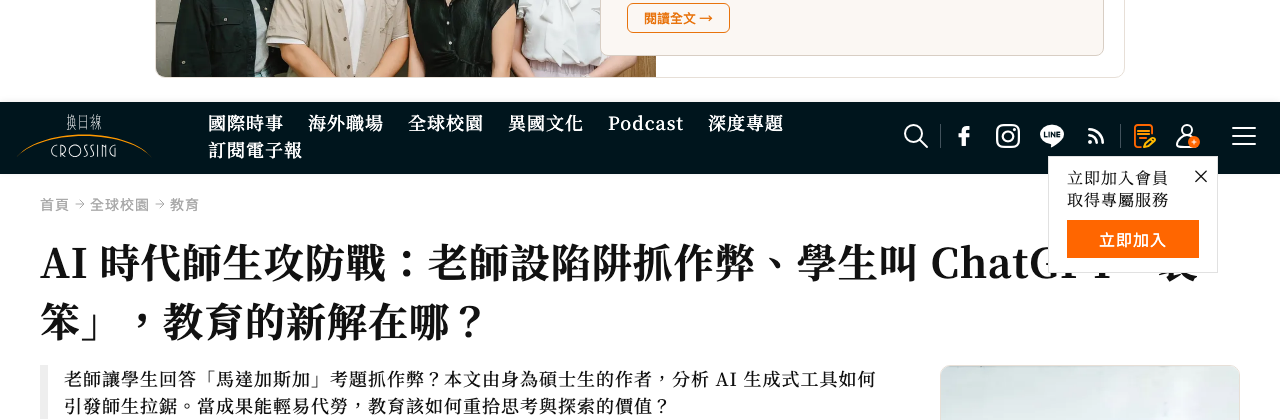 閱讀全文 →
換日線
CROSSING
國際時事 海外職場 全球校園 異國文化 Podcast 深度專題
訂閱電子報
LINE
立即加入會員
取得專屬服務
立即加入
首頁 → 全球校園 → 教育
AI 時代師生攻防戰：老師設陷阱抓作弊、學生叫 ChatGPT「裝
笨」，教育的新解在哪？
老師讓學生回答「馬達加斯加」考題抓作弊？本文由身為碩士生的作者，分析 AI 生成式工具如何
引發師生拉鋸。當成果能輕易代勞，教育該如何重拾思考與探索的價值？